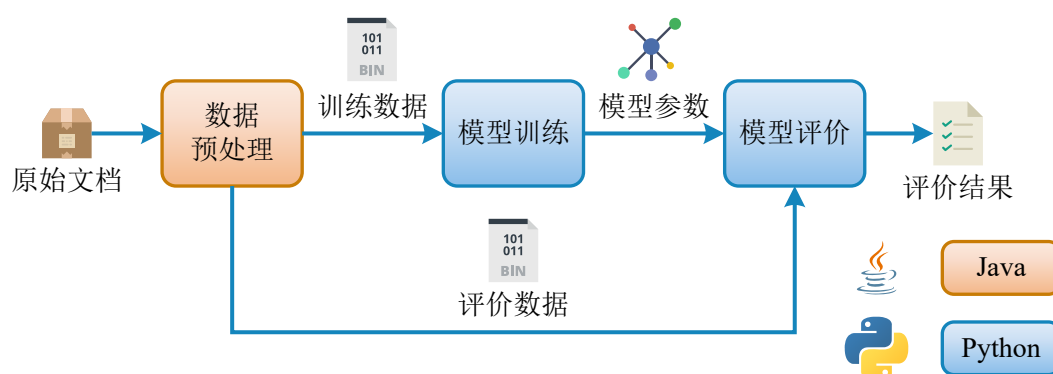 101
011
BIN
训练数据
模型参数
原始文档
数据
预处理
模型训练
模型评价
评价结果
101
011
BIN
评价数据
Java
Python